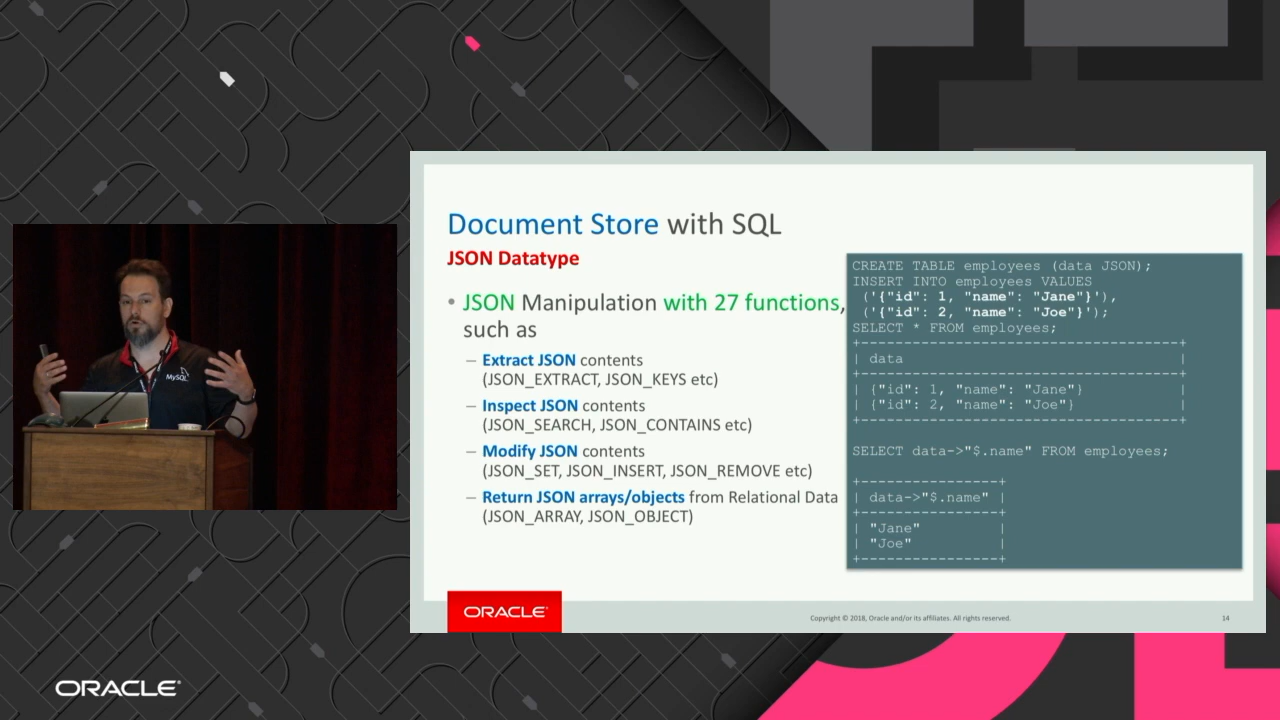 Document Store with SQL
JSON Datatype
• JSON Manipulation with 27 functions,
such as
– Extract JSON contents
(JSON_EXTRACT, JSON_KEYS etc)
– Inspect JSON contents
(JSON_SEARCH, JSON_CONTAINS etc)
– Modify JSON contents
(JSON_SET, JSON_INSERT, JSON_REMOVE etc)
– Return JSON arrays/objects from Relational Data
(JSON_ARRAY, JSON_OBJECT)
CREATE TABLE employees (data JSON);
INSERT INTO employees VALUES
('{"id": 1, "name": "Jane"}'),
('{"id": 2, "name": "Joe"}');
SELECT * FROM employees;
+-----------------------------------+
| data                              |
+-----------------------------------+
| {"id": 1, "name": "Jane"}         |
| {"id": 2, "name": "Joe"}          |
+-----------------------------------+
SELECT data->"$.name" FROM employees;
+---------------+
| data->"$.name" |
+---------------+
| "Jane"        |
| "Joe"         |
+---------------+
MySQL
ORACLE
Copyright © 2018, Oracle and/or its affiliates. All rights reserved.
14
ORACLE